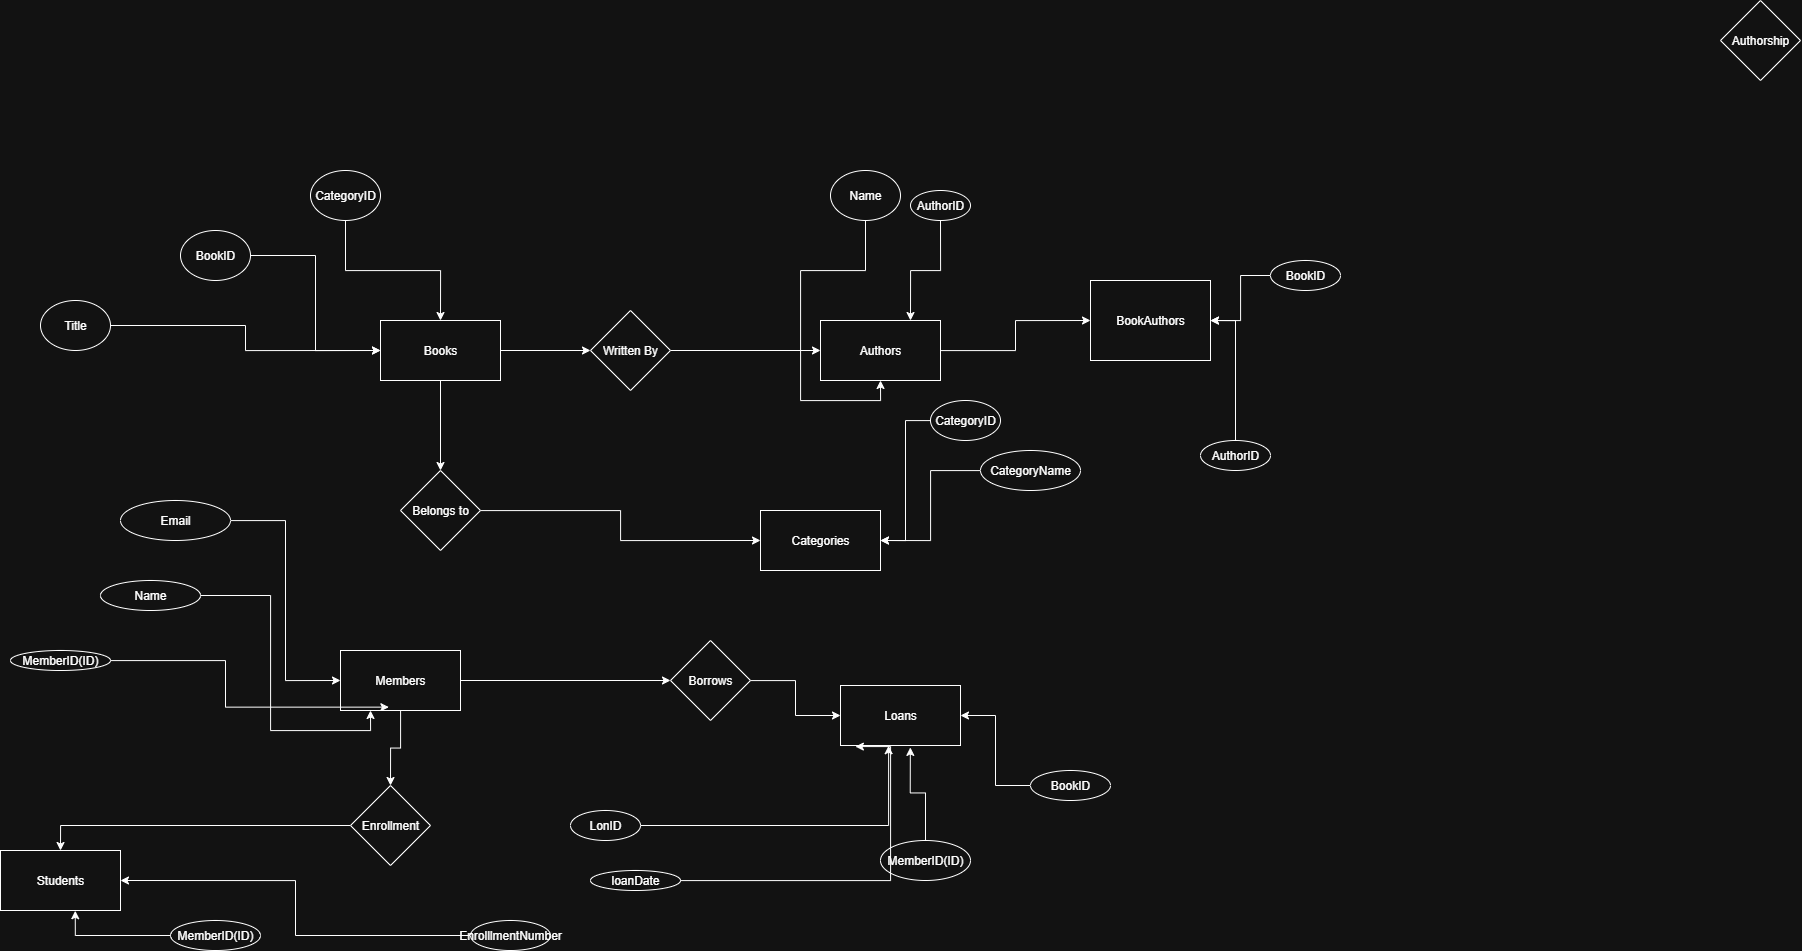 Authorship
CategoryID
Name
AuthorID
BookID
BookID
Title
Books
Written By
Authors
BookAuthors
CategoryID
AuthorID
CategoryName
Belongs to
Email
Categories
Name
MemberID(ID)
Members
Borrows
Loans
BookID
Enrollment
LonID
MemberID(ID)
Students
loanDate
MemberID(ID)
EnrolllmentNumber